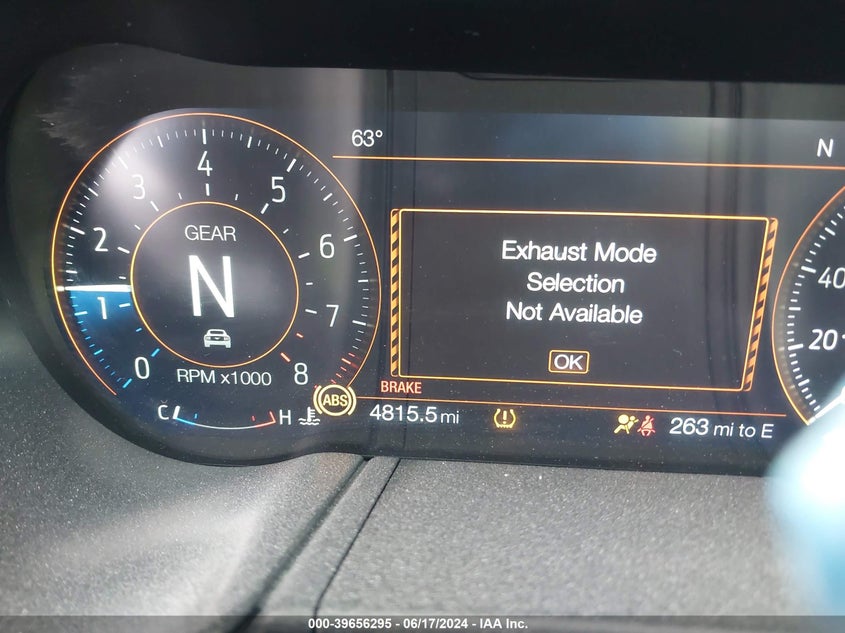 63°
N
4
3
5
2
6
1
7
0
8
GEAR
N
RPM x1000
Exhaust Mode
Selection
Not Available
OK
40
20
BRAKE
ABS
C
H
4815.5 mi
263 mi to E
000-39656295 - 06/17/2024 - IAA Inc.